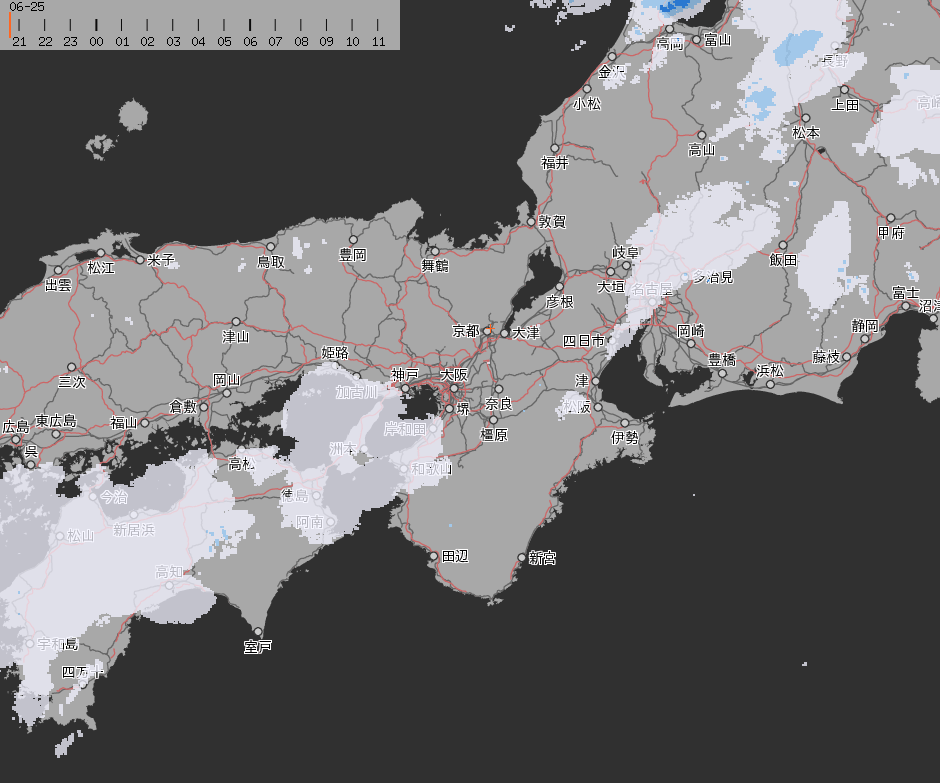 06-25
21 22 23 00 01 02 03 04 05 06 07 08 09 10 11
高岡
富山
長野
金沢
小松
上田
高崎
松本
高山
福井
敦賀
甲府
岐阜
飯田
松江
米子
鳥取
豊岡
舞鶴
出雲
大垣
多治見
名古屋
彦根
富士
沼津
静岡
京都
大津
四日市
岡崎
津山
姫路
豊橋
藤枝
浜松
三次
岡山
神戸
大阪
津
加古川
倉敷
堺
奈良
松阪
広島
東広島
福山
岸和田
橿原
伊勢
呉
洲本
高松
和歌山
今治
徳島
新居浜
阿南
松山
田辺
新宮
高知
宇和島
室戸
四万十